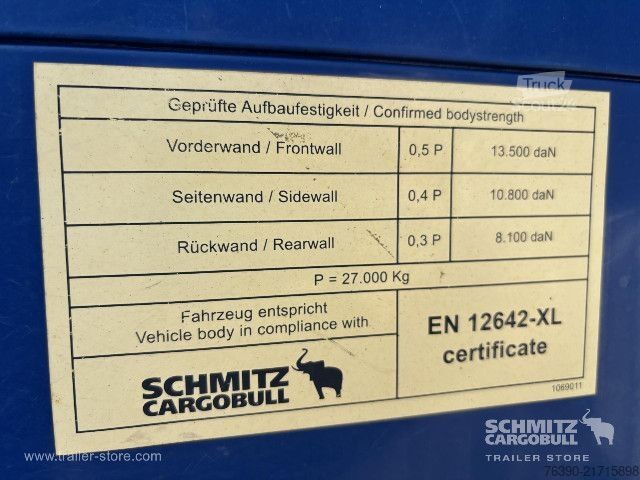 Truck
Scout24
Geprüfte Aufbaufestigkeit / Confirmed bodystrength
Vorderwand / Frontwall 0,5 P 13.500 daN
Seitenwand / Sidewall 0,4 P 10.800 daN
Rückwand / Rearwall 0,3 P 8.100 daN
P = 27.000 Kg
Fahrzeug entspricht
Vehicle body in compliance with
EN 12642-XL
certificate
SCHMITZ
CARGOBULL
1069011
SCHMITZ
CARGOBULL
TRAILER STORE
www.trailer-store.com
76390-21715898